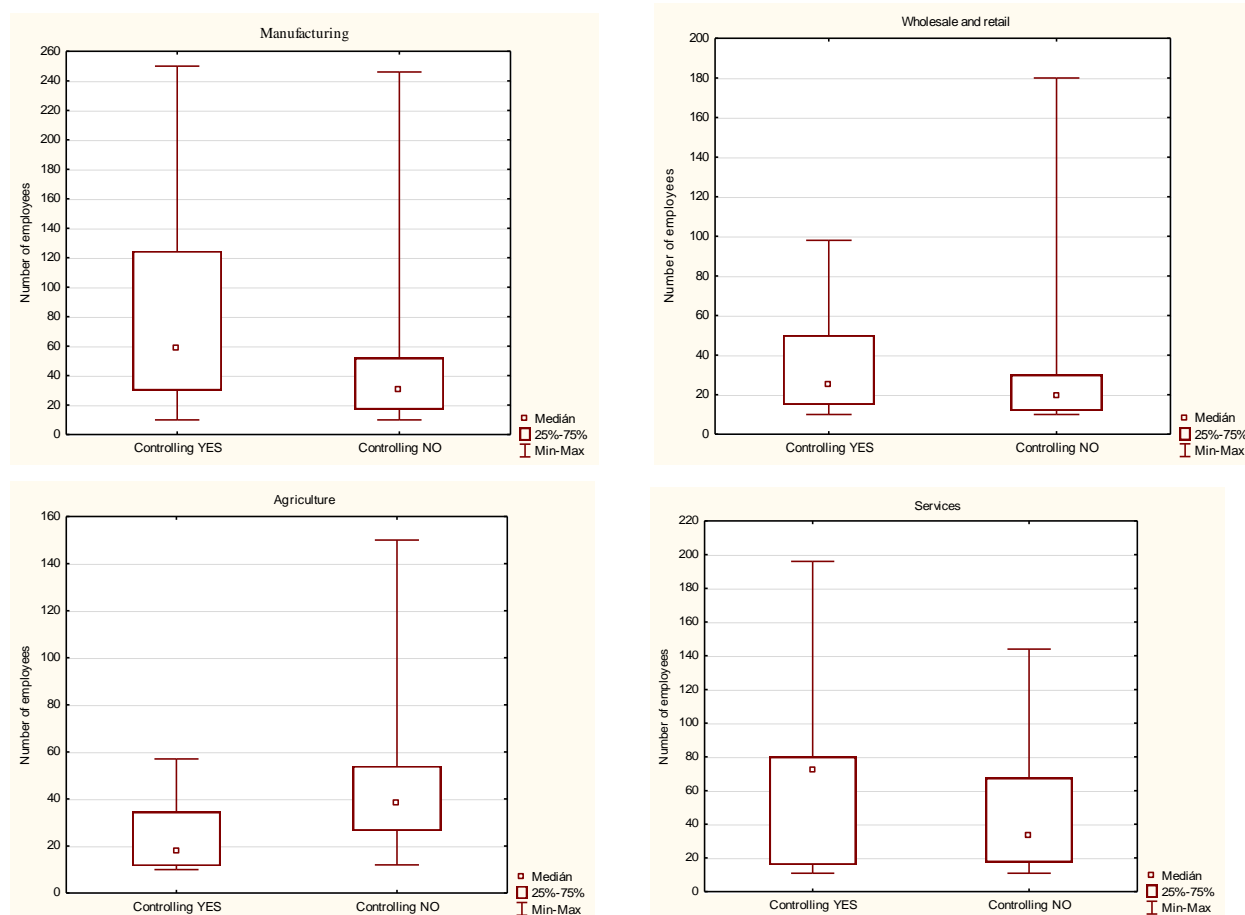 Manufacturing
Number of employees
260
240
220
200
180
160
140
120
100
80
60
40
20
0
Controlling YES
Controlling NO
Medián
25%-75%
Min-Max
Wholesale and retail
Number of employees
200
180
160
140
120
100
80
60
40
20
0
Controlling YES
Controlling NO
Medián
25%-75%
Min-Max
Agriculture
Number of employees
160
140
120
100
80
60
40
20
0
Controlling YES
Controlling NO
Medián
25%-75%
Min-Max
Services
Number of employees
220
200
180
160
140
120
100
80
60
40
20
0
Controlling YES
Controlling NO
Medián
25%-75%
Min-Max